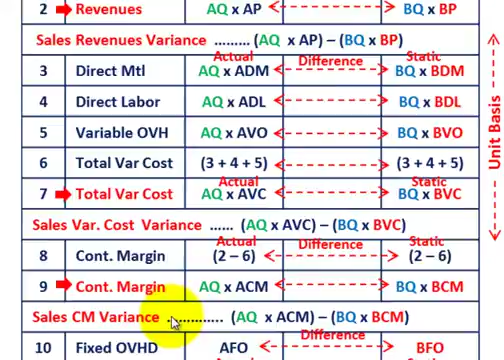 2 Revenues AQ x AP BQ x BP
Sales Revenues Variance ......... (AQ x AP) – (BQ x BP)
Actual Difference Static
3 Direct Mtl AQ x ADM BQ x BDM
4 Direct Labor AQ x ADL BQ x BDL
5 Variable OVH AQ x AVO BQ x BVO
6 Total Var Cost (3 + 4 + 5) (3 + 4 + 5)
Actual Static
7 Total Var Cost AQ x AVC BQ x BVC
Sales Var. Cost Variance ...... (AQ x AVC) – (BQ x BVC)
Actual Difference Static
8 Cont. Margin (2 – 6) (2 – 6)
9 Cont. Margin AQ x ACM BQ x BCM
Sales CM Variance .............. (AQ x ACM) – (BQ x BCM)
Difference
10 Fixed OVHD AFO BFO
Unit Basis